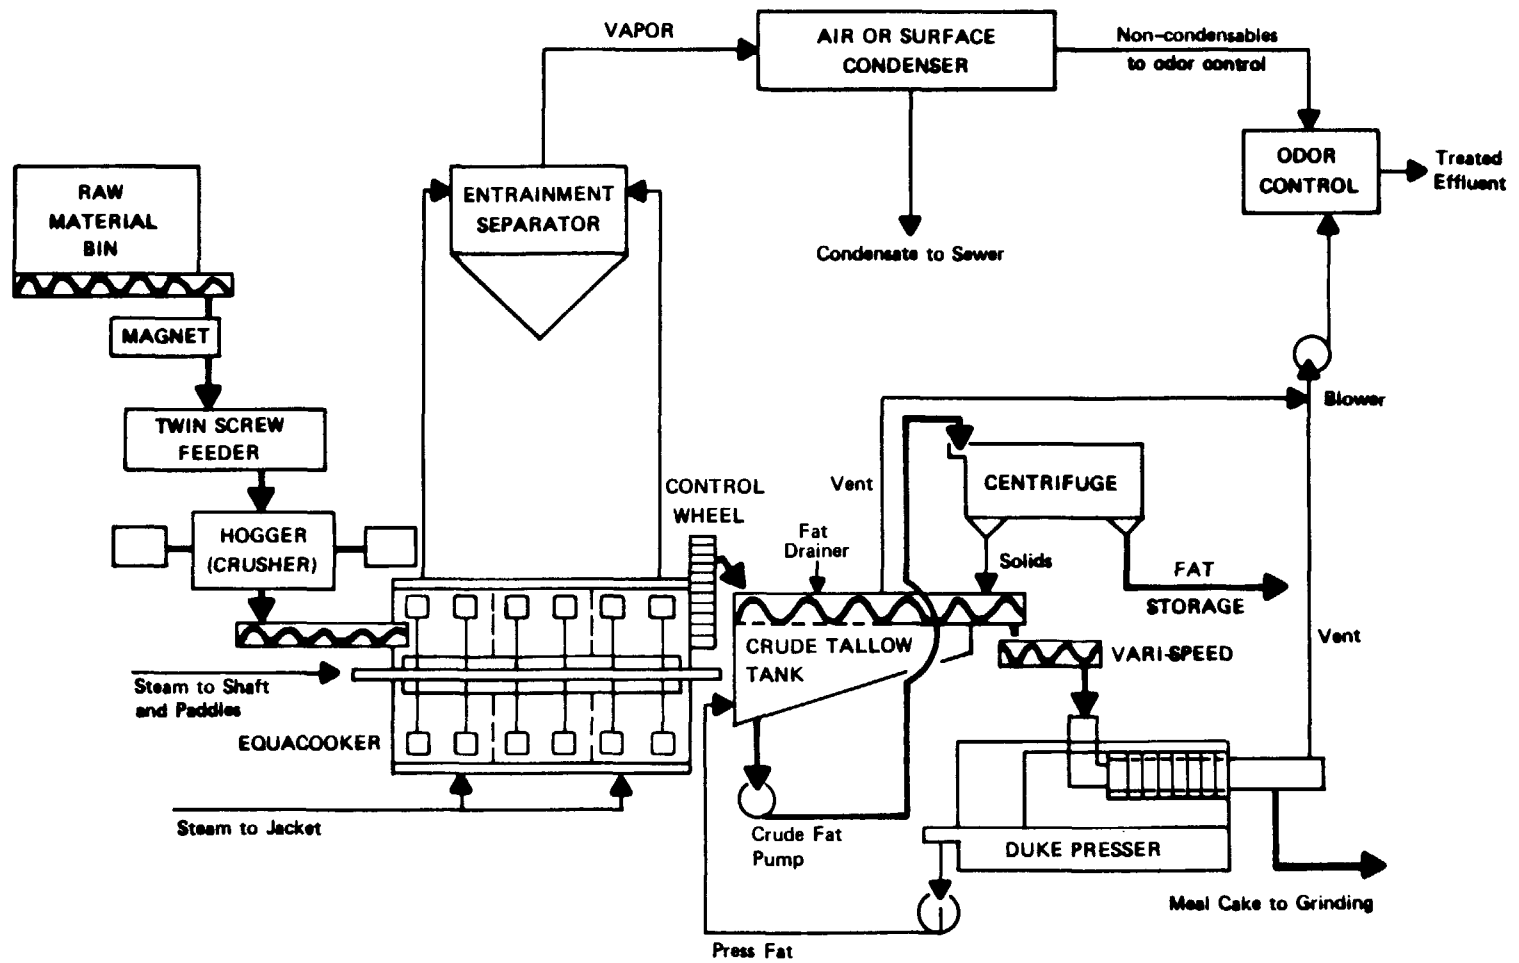 VAPOR
AIR OR SURFACE
CONDENSER
Non-condensables
to odor control
ODOR
CONTROL
Treated
Effluent
Condensate to Sewer
RAW
MATERIAL
BIN
ENTRAINMENT
SEPARATOR
MAGNET
TWIN SCREW
FEEDER
HOGGER
(CRUSHER)
Blower
CONTROL
WHEEL
Vent
CENTRIFUGE
Fat
Drainer
Solids
FAT
STORAGE
Vent
CRUDE TALLOW
TANK
VARI-SPEED
Steam to Shaft
and Paddles
EQUACOOKER
Steam to Jacket
Crude Fat
Pump
DUKE PRESSER
Meal Cake to Grinding
Press Fat